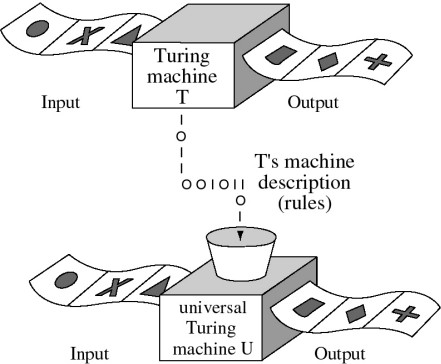 Turing
machine
T
Input
Output
T's machine
description
(rules)
universal
Turing
machine U
Input
Output